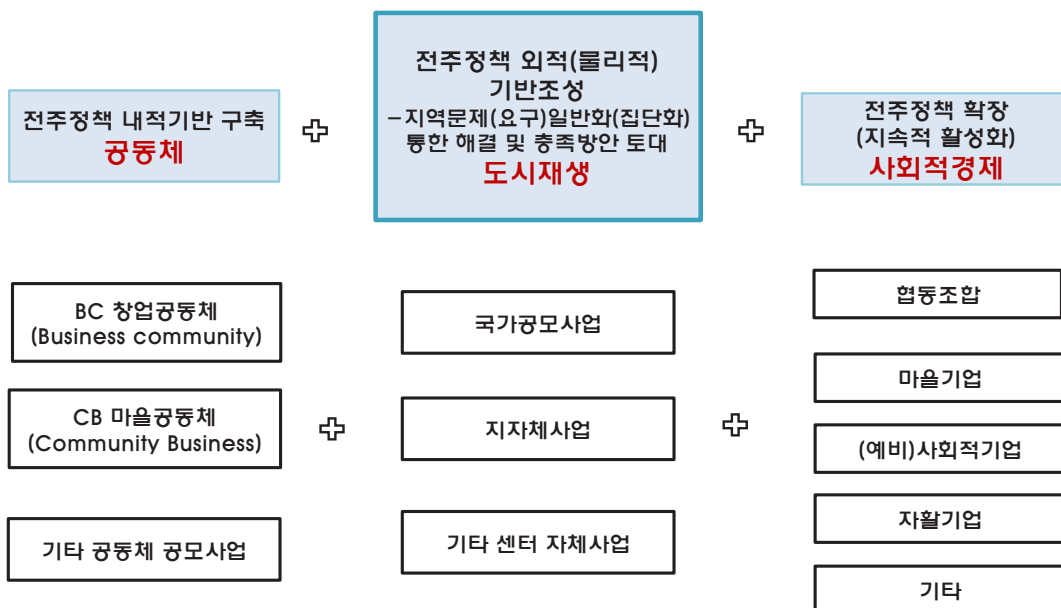 전주정책 내적기반 구축
공동체
전주정책 외적(물리적)
기반조성
-지역문제(요구)일반화(집단화)
통한 해결 및 충족방안 토대
도시재생
전주정책 확장
(지속적 활성화)
사회적경제
BC 창업공동체
(Business community)
CB 마을공동체
(Community Business)
기타 공동체 공모사업
국가공모사업
지자체사업
기타 센터 자체사업
협동조합
마을기업
(예비)사회적기업
자활기업
기타